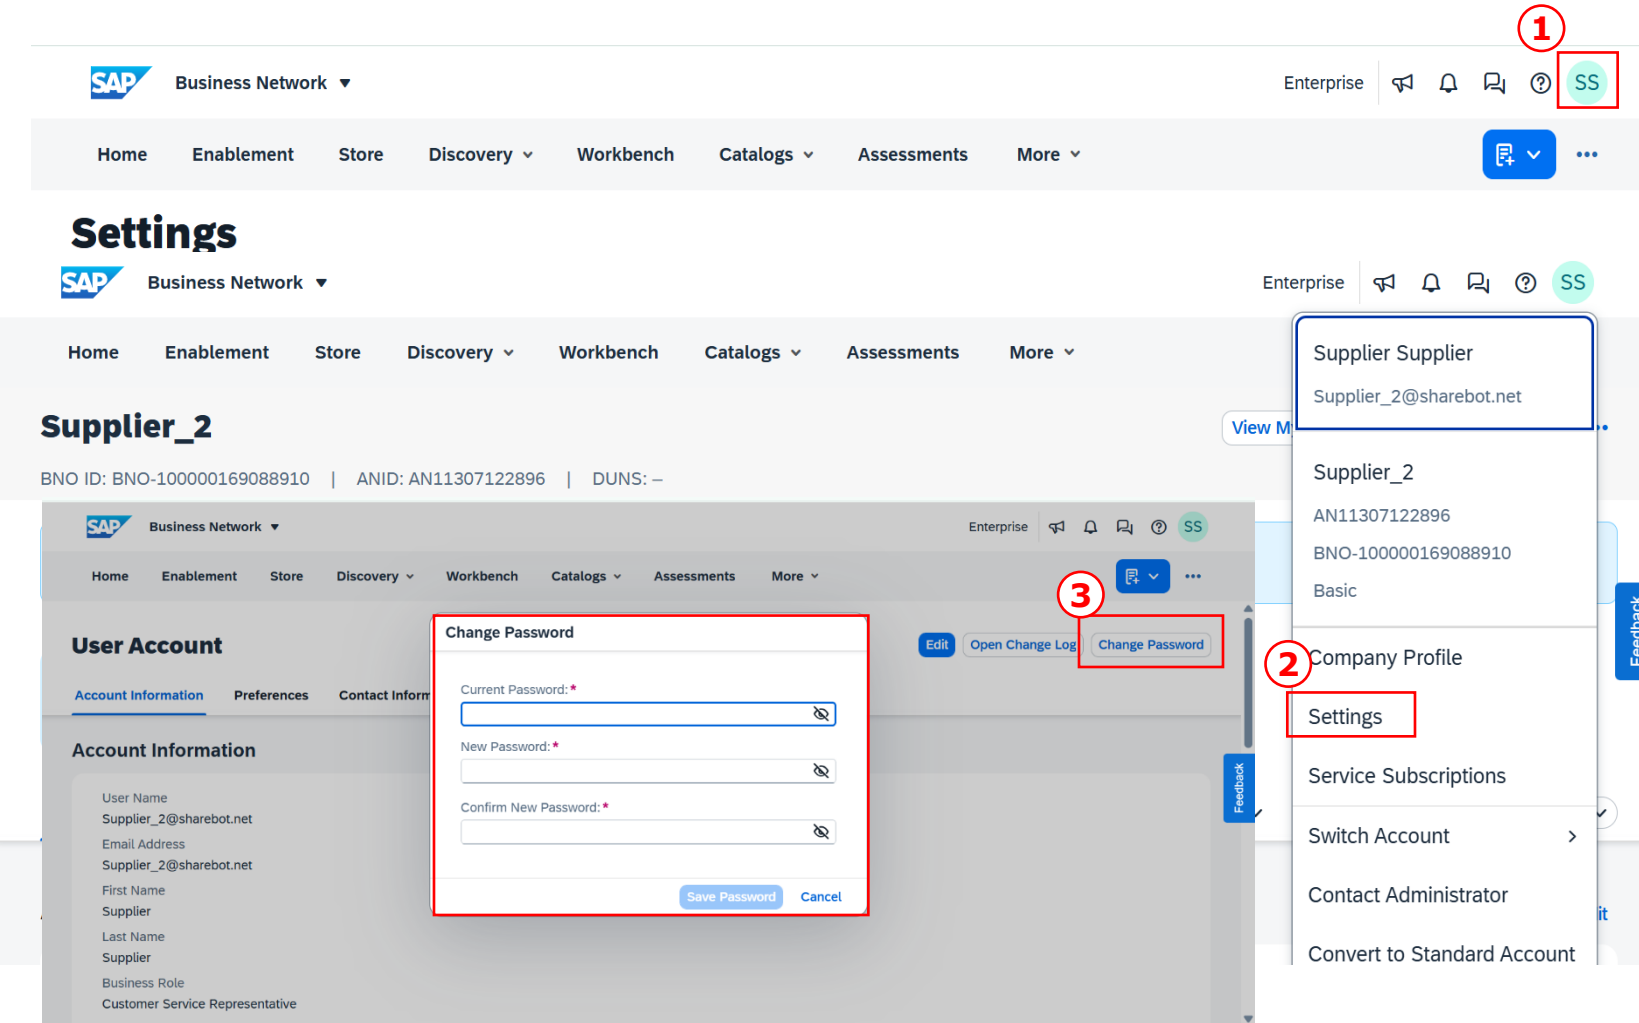 1
SAP Business Network Enterprise SS
Home Enablement Store Discovery Workbench Catalogs Assessments More
Settings
SAP Business Network Enterprise SS
Home Enablement Store Discovery Workbench Catalogs Assessments More
Supplier_2
View M
BNO ID: BNO-100000169088910 | ANID: AN11307122896 | DUNS: –
Supplier Supplier
Supplier_2@sharebot.net
Supplier_2
AN11307122896
BNO-100000169088910
Basic
2
Company Profile
Settings
Service Subscriptions
Switch Account
Contact Administrator
Convert to Standard Account
it
Feedback
SAP Business Network Enterprise SS
Home Enablement Store Discovery Workbench Catalogs Assessments More
3
User Account
Edit Open Change Log Change Password
Account Information Preferences Contact Inform
Account Information
User Name
Supplier_2@sharebot.net
Email Address
Supplier_2@sharebot.net
First Name
Supplier
Last Name
Supplier
Business Role
Customer Service Representative
Change Password
Current Password:*
New Password:*
Confirm New Password:*
Save Password Cancel
Feedback